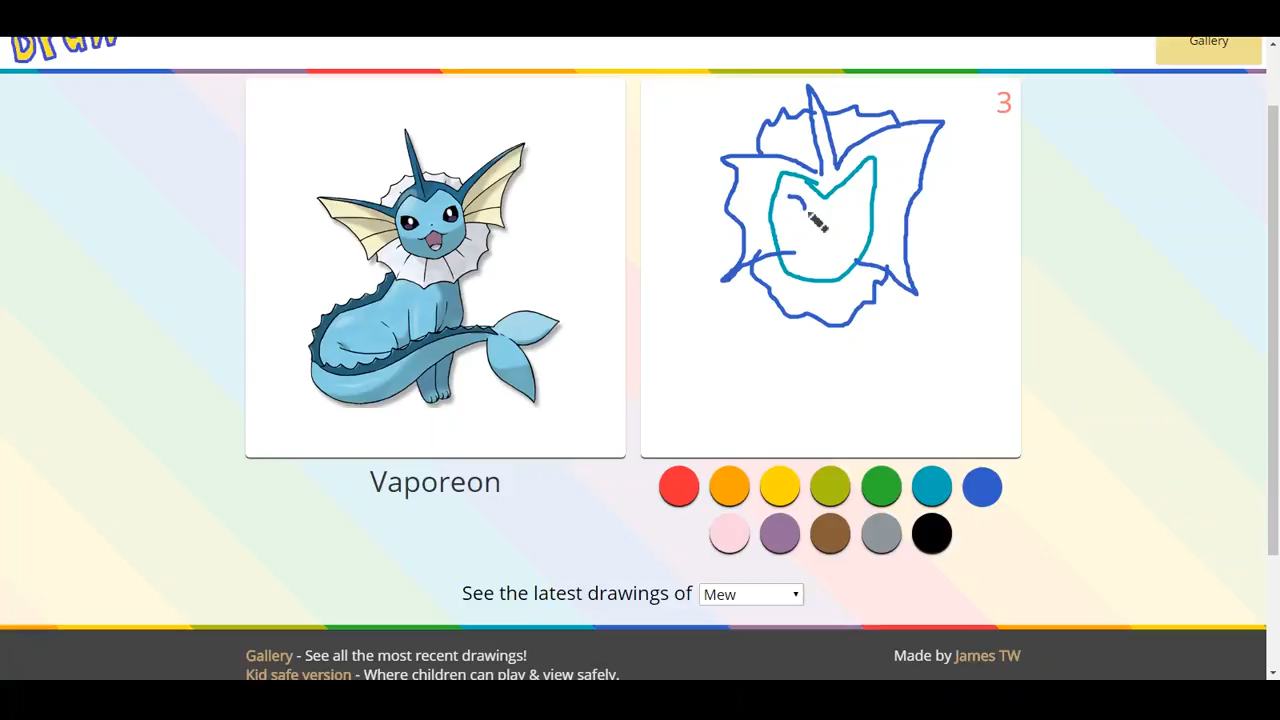 Draw
Gallery
3
Vaporeon
See the latest drawings of Mew
Gallery - See all the most recent drawings!
Made by James TW
Kid safe version - Where children can play & view safely.